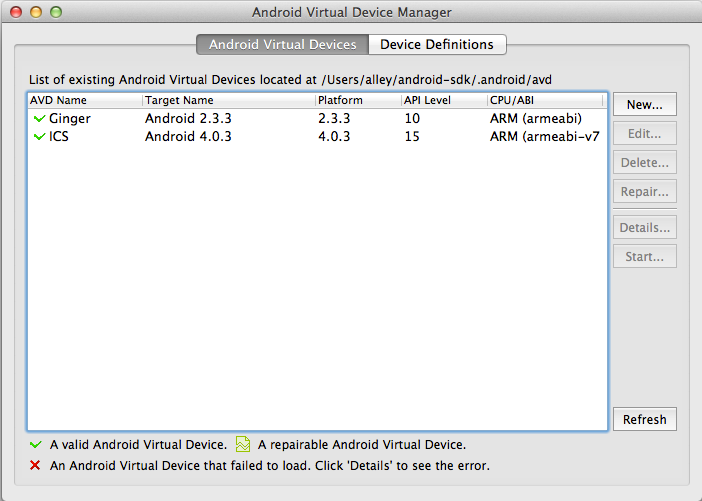 Android Virtual Device Manager
Android Virtual Devices Device Definitions
List of existing Android Virtual Devices located at /Users/alley/android-sdk/.android/avd
AVD Name Target Name Platform API Level CPU/ABI
Ginger Android 2.3.3 2.3.3 10 ARM (armeabi)
ICS Android 4.0.3 4.0.3 15 ARM (armeabi-v7
New...
Edit...
Delete...
Repair...
Details...
Start...
Refresh
A valid Android Virtual Device. A repairable Android Virtual Device.
An Android Virtual Device that failed to load. Click 'Details' to see the error.